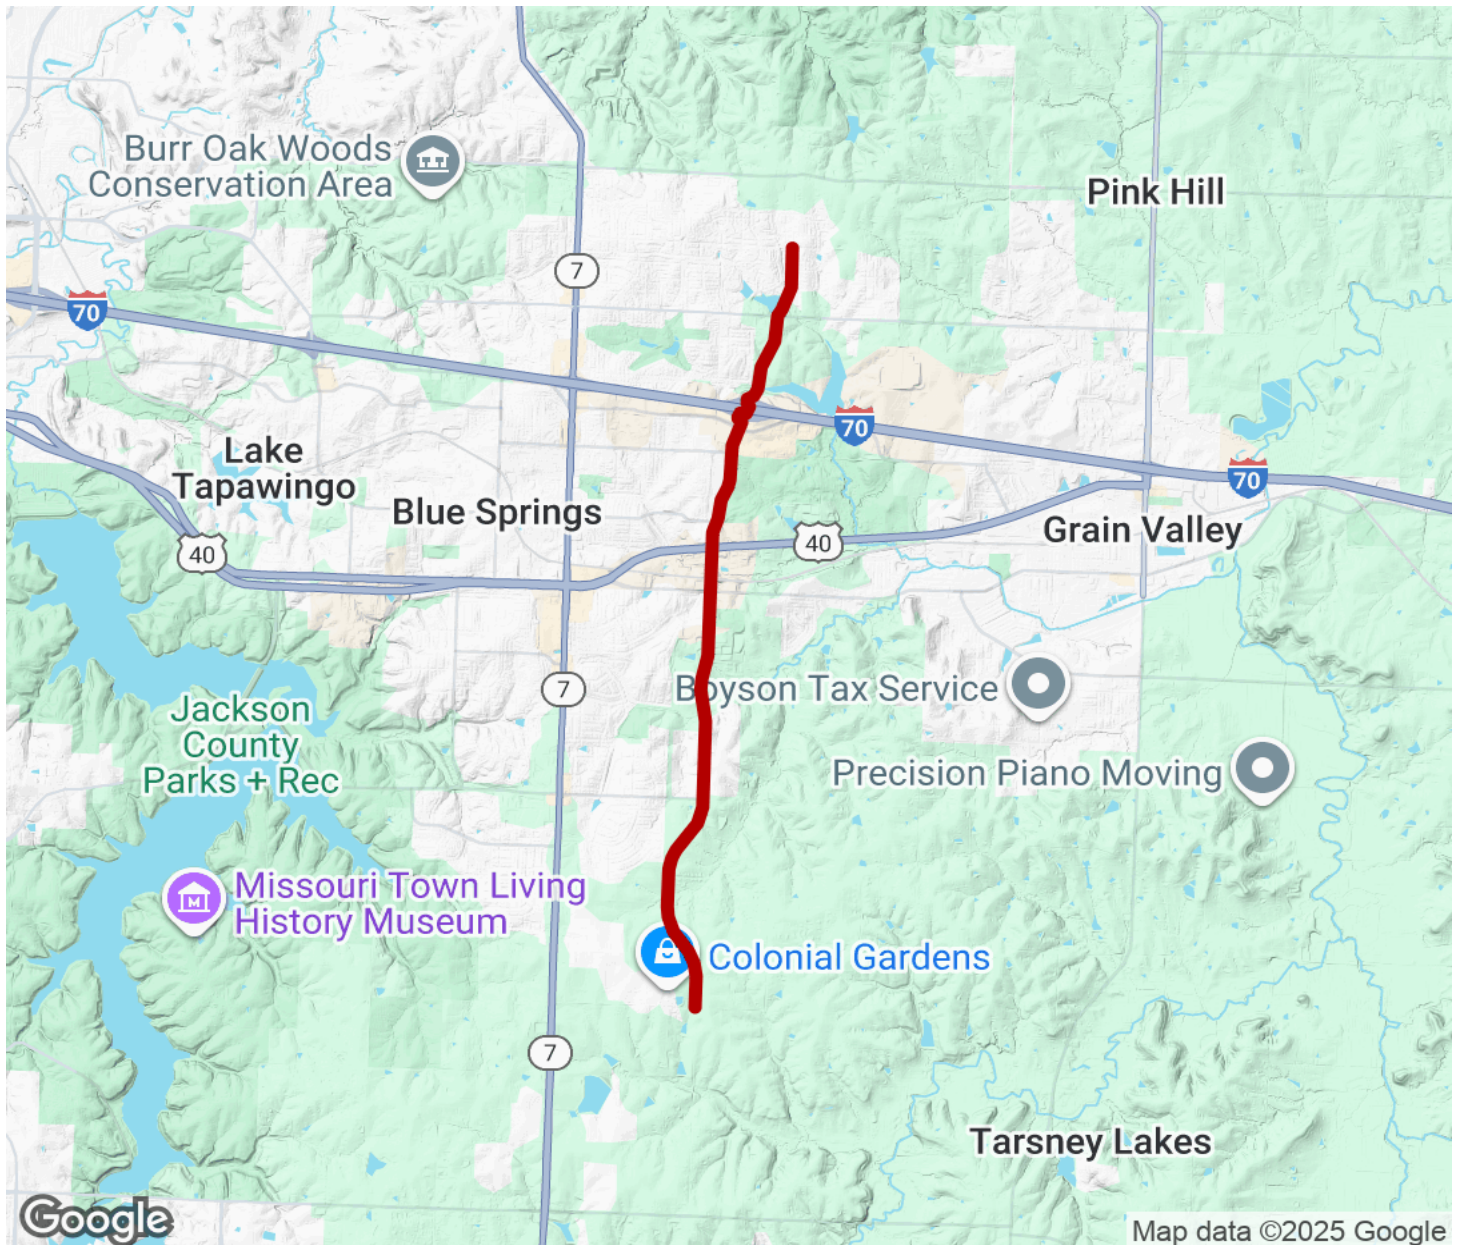 Burr Oak Woods
Conservation Area
Pink Hill
7
70
70
Lake
Tapawingo
Blue Springs
70
Grain Valley
40
40
7
Boyson Tax Service
Jackson
County
Parks + Rec
Precision Piano Moving
Missouri Town Living
History Museum
M
Colonial Gardens
7
Tarsney Lakes
Google
Map data ©2025 Google